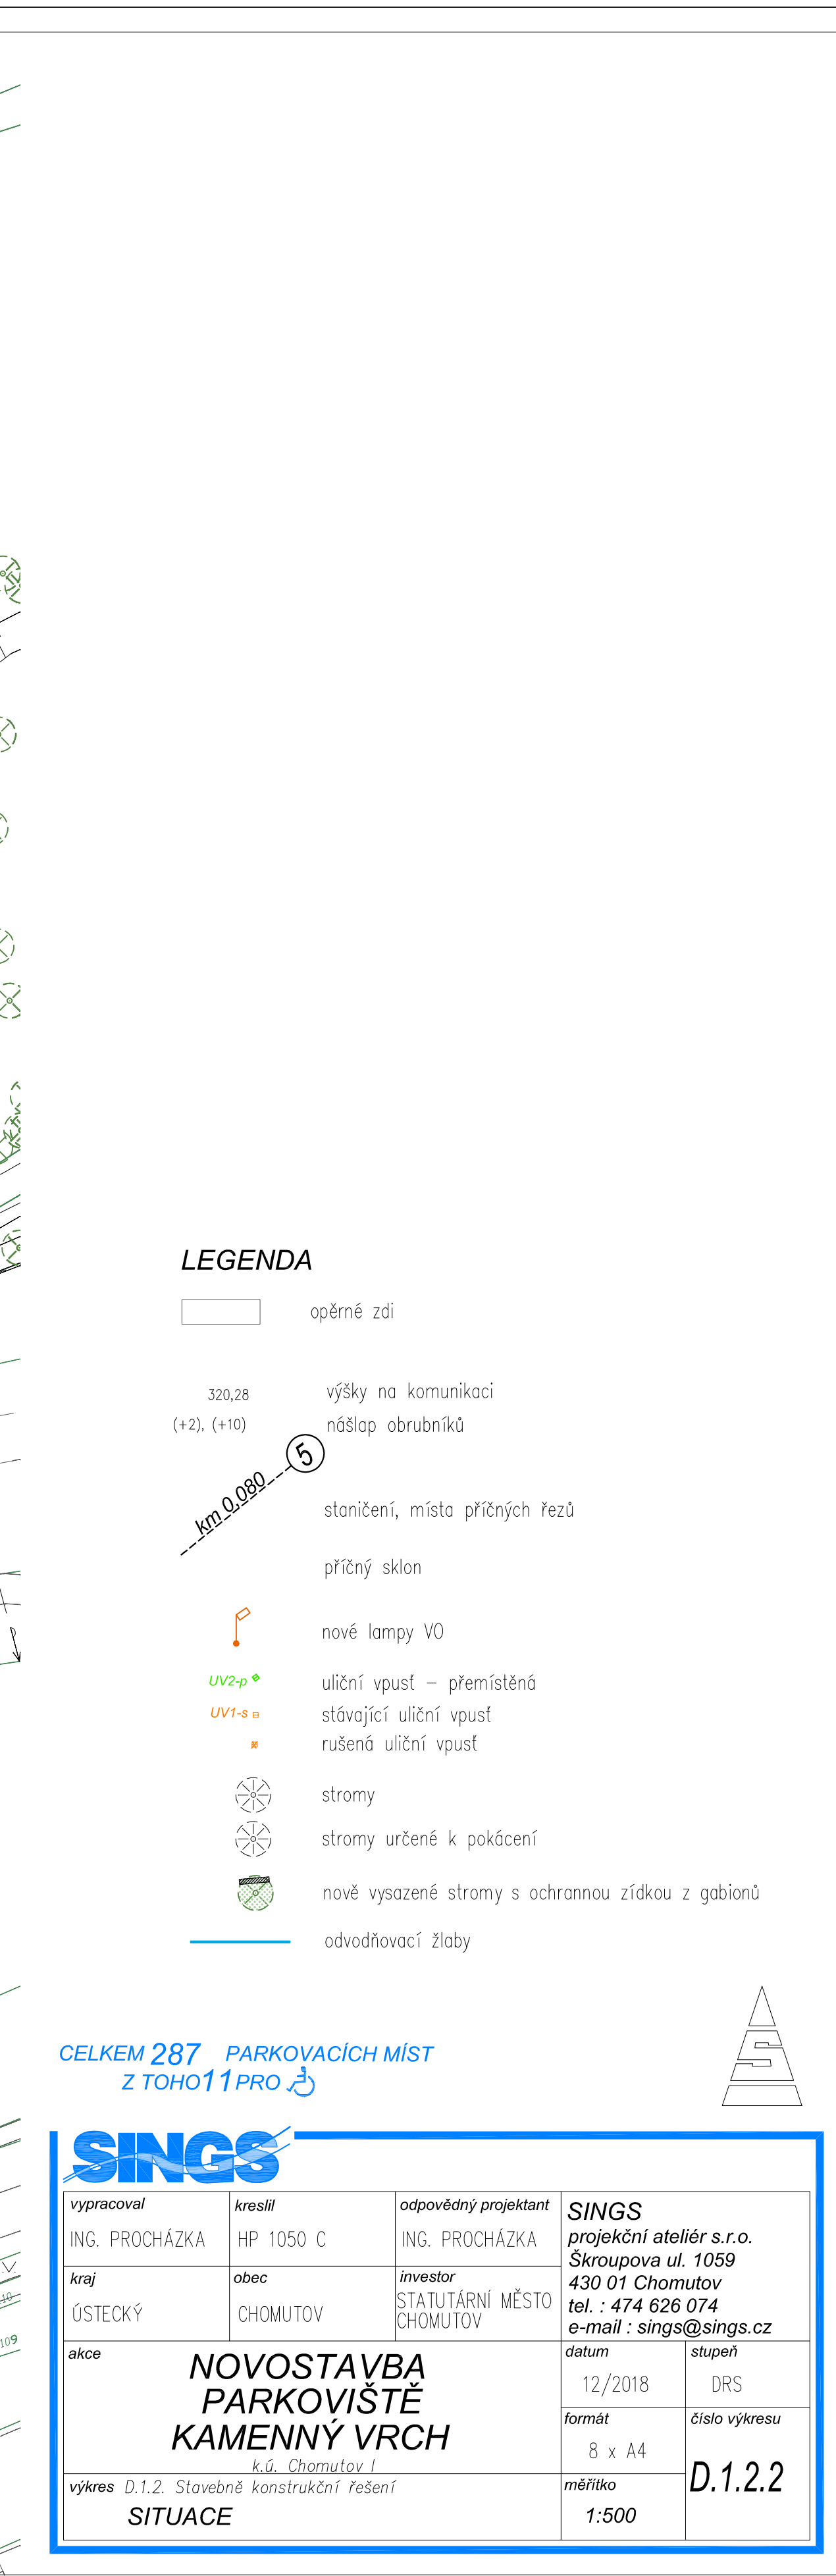 LEGENDA
opěrné zdi
320,28 výšky na komunikaci
(+2), (+10) nášlap obrubníků
5
km 0,080
staničení, místa příčných řezů
příčný sklon
nové lampy VO
UV2-p uliční vpusť – přemístěná
UV1-s stávající uliční vpusť
rušená uliční vpusť
stromy
stromy určené k pokácení
nově vysazené stromy s ochrannou zídkou z gabionů
odvodňovací žlaby
CELKEM 287 PARKOVACÍCH MÍST
Z TOHO 11 PRO
S
SINGS
vypracoval
ING. PROCHÁZKA
kreslil
HP 1050 C
odpovědný projektant
ING. PROCHÁZKA
SINGS
projekční ateliér s.r.o.
Škroupova ul. 1059
430 01 Chomutov
tel. : 474 626 074
e-mail : sings@sings.cz
kraj
ÚSTECKÝ
obec
CHOMUTOV
investor
STATUTÁRNÍ MĚSTO
CHOMUTOV
akce
NOVOSTAVBA
PARKOVIŠTĚ
KAMENNÝ VRCH
k.ú. Chomutov I
datum
12/2018
stupeň
DRS
formát
8 x A4
číslo výkresu
D.1.2.2
výkres D.1.2. Stavebně konstrukční řešení
SITUACE
měřítko
1:500
109